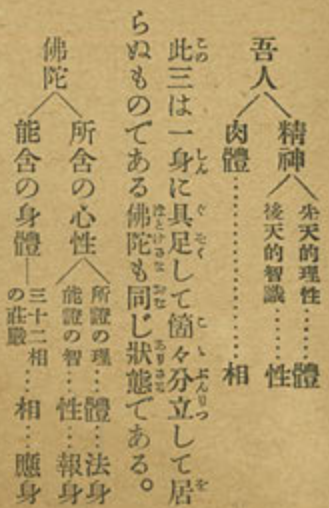 吾人
精神
先天的理性……體
後天的智識……性
肉體…………………相
此三は一身に具足して箇々分立して居
らぬものである佛陀も同じ狀態である。
佛陀
所含の心性
所證の理…體…法身
能證の智…性…報身
能含の身體
三十二相の莊嚴…相…應身